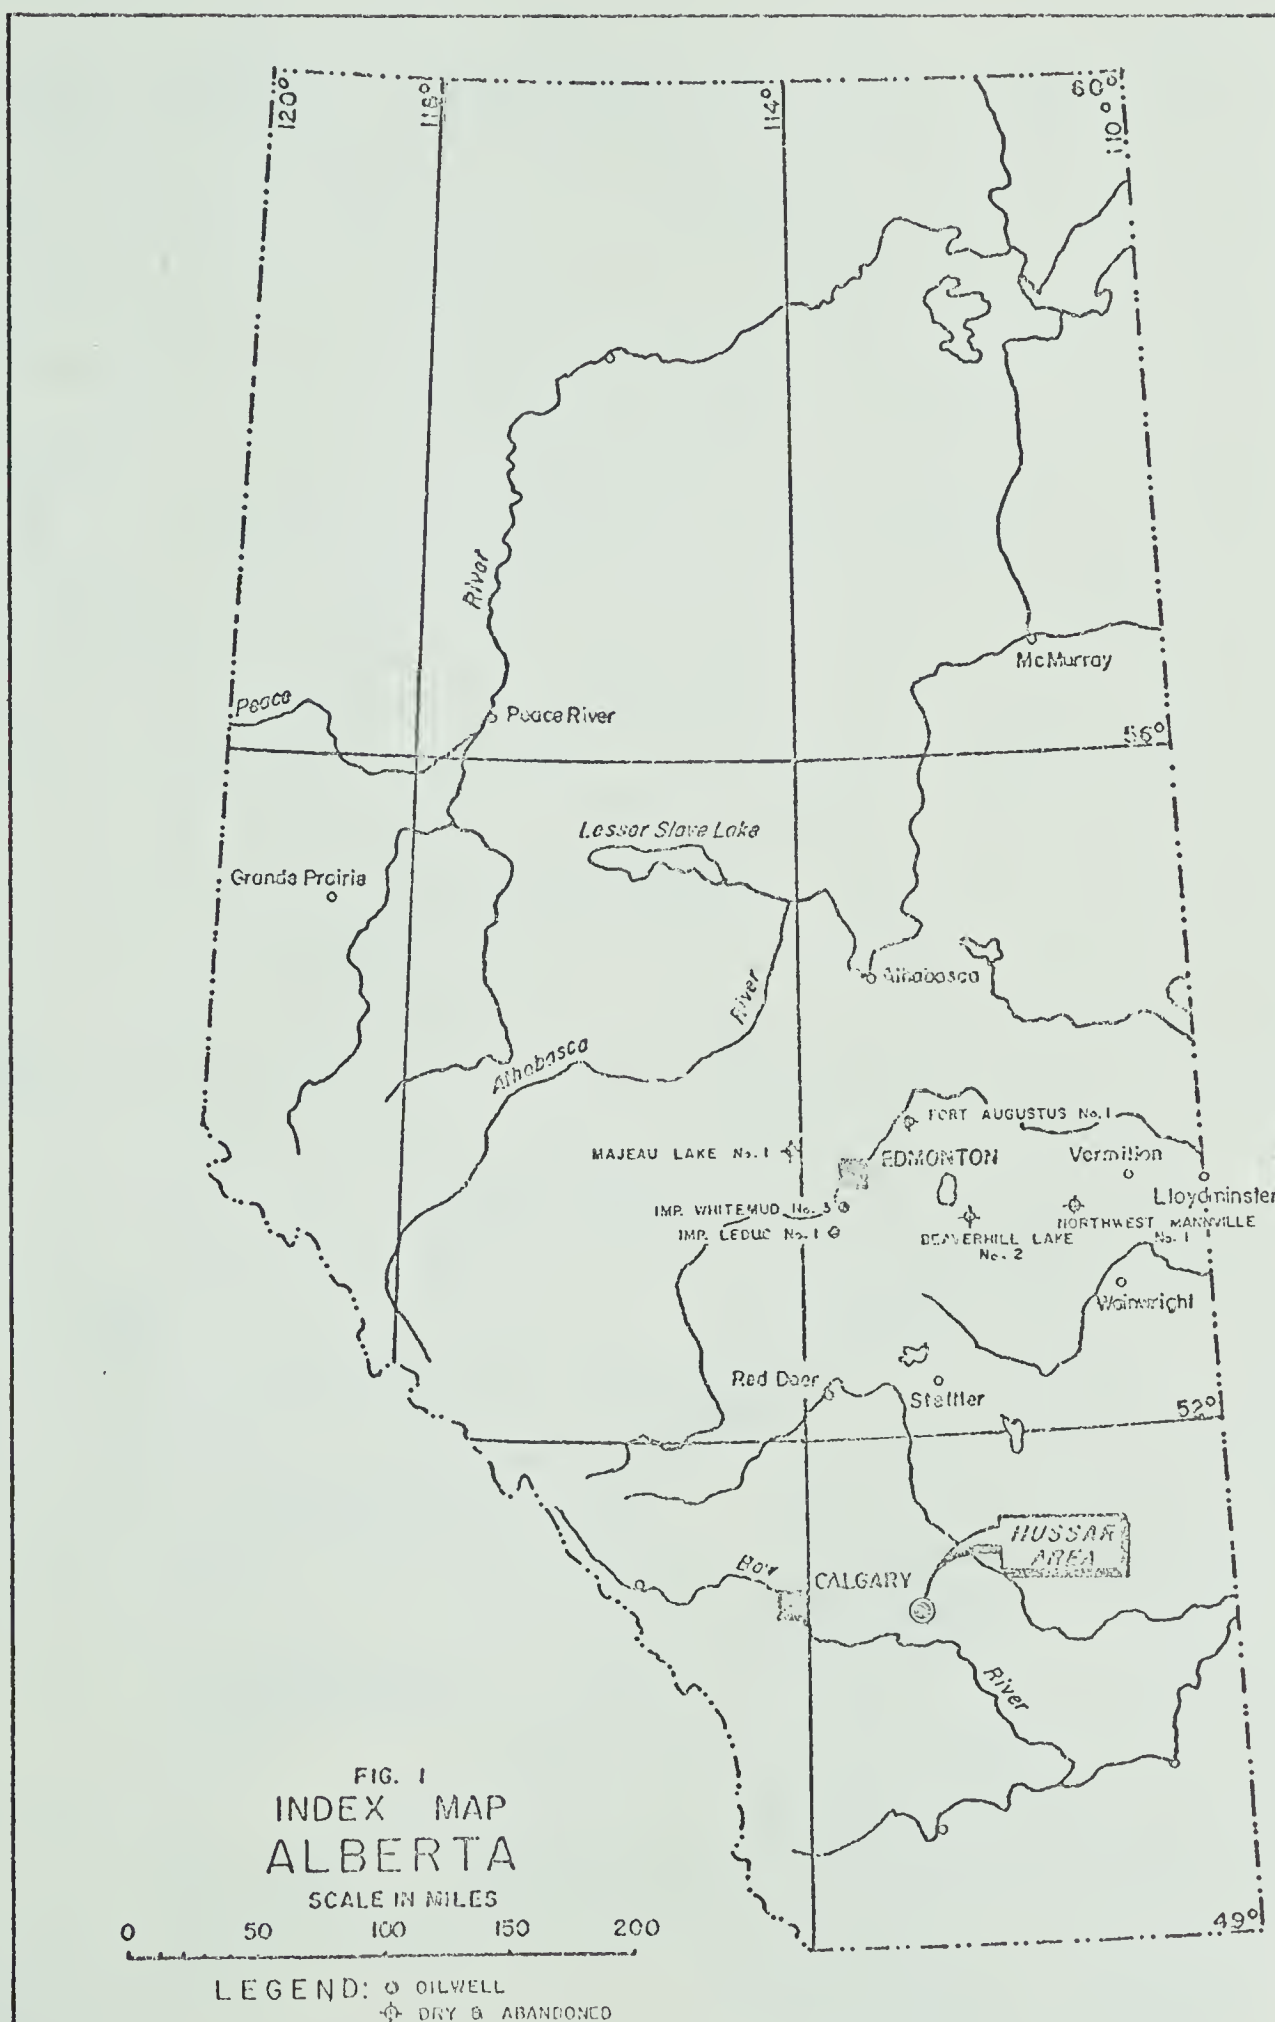 120°
118°
114°
60°
110°
River
McMurray
Peace
Peace River
56°
Lesser Slave Lake
Grande Prairie
Athabasca
River
Athabasca
FORT AUGUSTUS No. 1
MAJEAU LAKE No. 1
EDMONTON
Vermilion
Lloydminster
IMP. WHITEMUD No. 3
IMP. LEDUC No. 1
BEAVERHILL LAKE
No. 2
NORTHWEST MANNVILLE
No. 1
Wainwright
Red Deer
Stettler
52°
HUSSAR
AREA
Bow
CALGARY
River
FIG. 1
INDEX MAP
ALBERTA
SCALE IN MILES
0 50 100 150 200
49°
LEGEND: OILWELL
DRY & ABANDONED